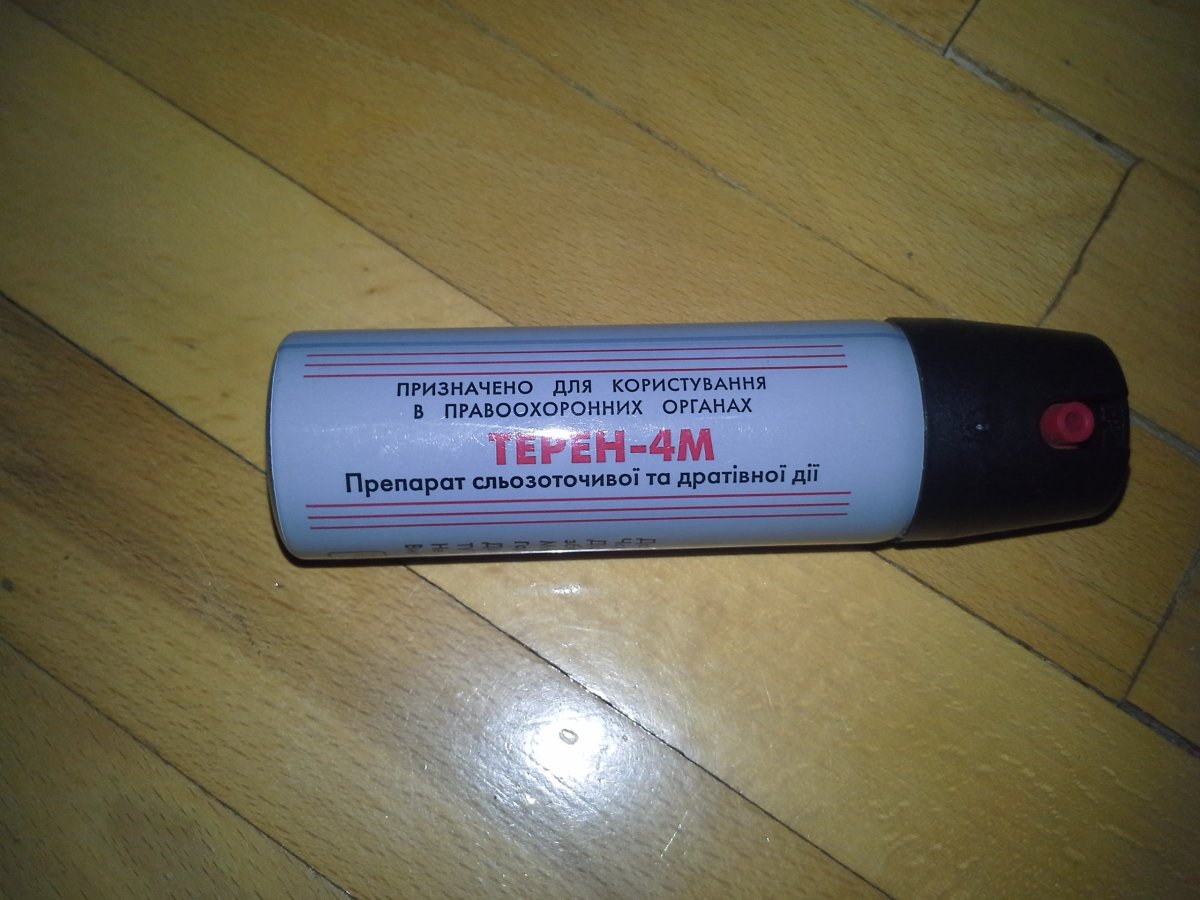 ПРИЗНАЧЕНО ДЛЯ КОРИСТУВАННЯ
В ПРАВООХОРОННИХ ОРГАНАХ
ТЕРЕН-4М
Препарат сльозоточивої та дратівної дії